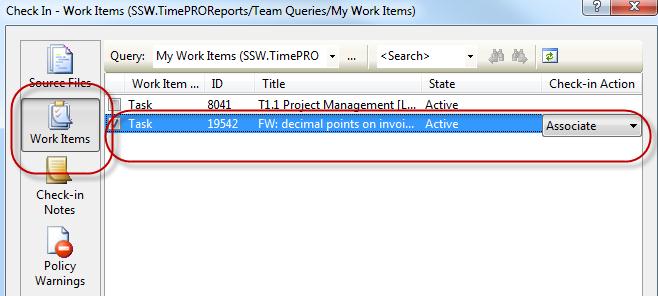 Check In - Work Items (SSW.TimePROReports/Team Queries/My Work Items)
Query: My Work Items (SSW.TimePRO ... <Search>
Source Files
Work Item ... ID Title State Check-in Action
Task 8041 T1.1 Project Management [L... Active
Task 19542 FW: decimal points on invoi... Active Associate
Work Items
Check-in
Notes
Policy
Warnings